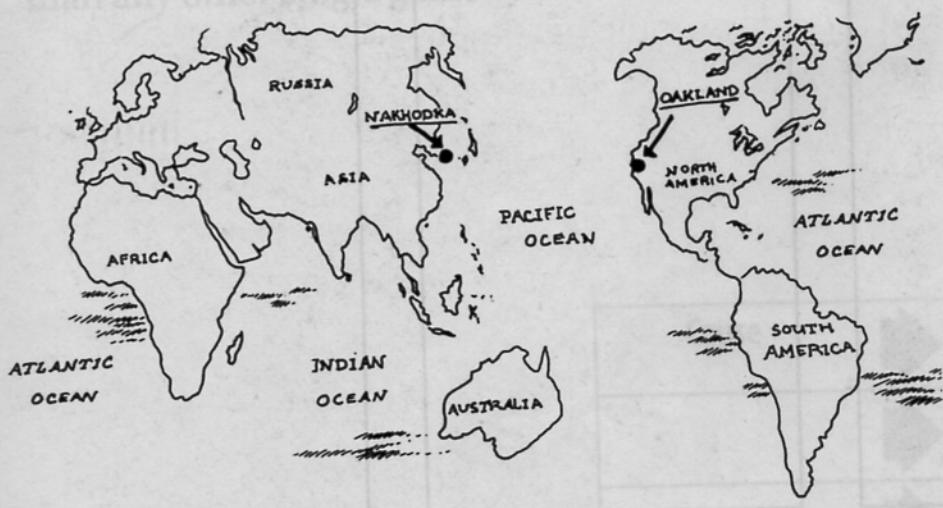 RUSSIA
NAKHODKA
ASIA
AFRICA
ATLANTIC
OCEAN
INDIAN
OCEAN
AUSTRALIA
PACIFIC
OCEAN
OAKLAND
NORTH
AMERICA
ATLANTIC
OCEAN
SOUTH
AMERICA